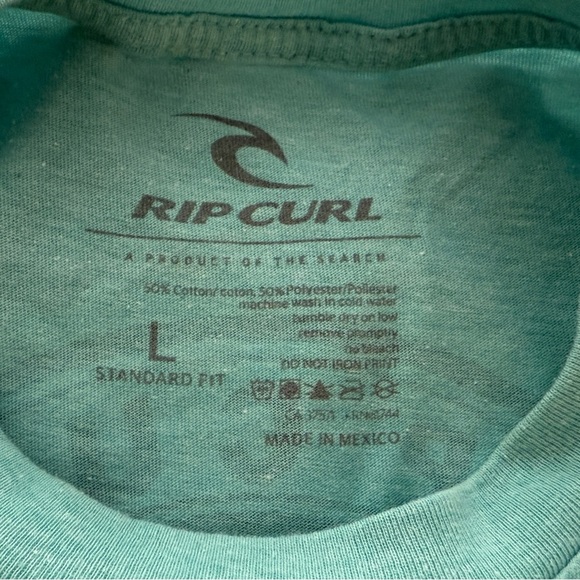 RIP CURL
A PRODUCT OF THE SEARCH
50% Cotton/coton, 50% Polyester/Poliester
machine wash in cold water
tumble dry on low
remove promptly
no bleach
DO NOT IRON PRINT
L
STANDARD FIT
MADE IN MEXICO